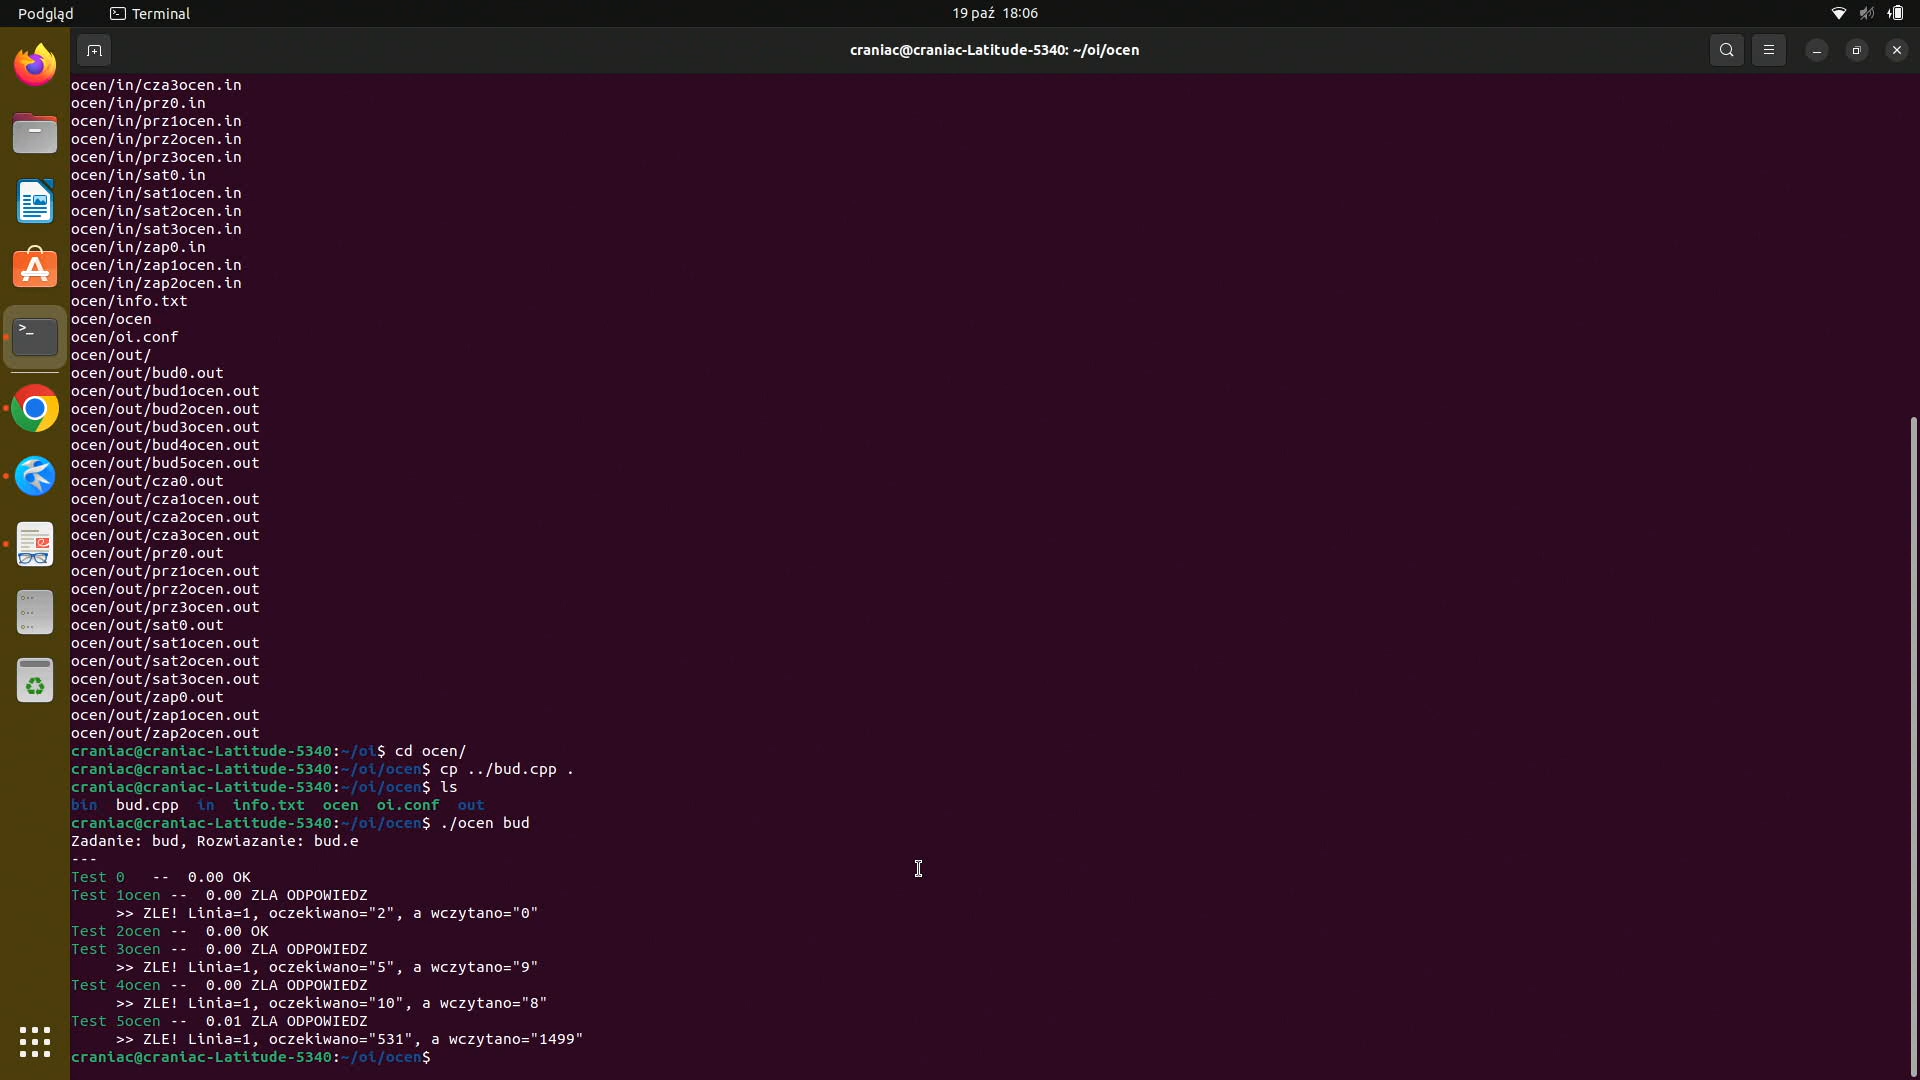 Podgląd
Terminal
19 paź 18:06
craniac@craniac-Latitude-5340: ~/oi/ocen
ocen/in/cza3ocen.in
ocen/in/prz0.in
ocen/in/prz1ocen.in
ocen/in/prz2ocen.in
ocen/in/prz3ocen.in
ocen/in/sat0.in
ocen/in/sat1ocen.in
ocen/in/sat2ocen.in
ocen/in/sat3ocen.in
ocen/in/zap0.in
ocen/in/zap1ocen.in
ocen/in/zap2ocen.in
ocen/info.txt
ocen/ocen
ocen/oi.conf
ocen/out/
ocen/out/bud0.out
ocen/out/bud1ocen.out
ocen/out/bud2ocen.out
ocen/out/bud3ocen.out
ocen/out/bud4ocen.out
ocen/out/bud5ocen.out
ocen/out/cza0.out
ocen/out/cza1ocen.out
ocen/out/cza2ocen.out
ocen/out/cza3ocen.out
ocen/out/prz0.out
ocen/out/prz1ocen.out
ocen/out/prz2ocen.out
ocen/out/prz3ocen.out
ocen/out/sat0.out
ocen/out/sat1ocen.out
ocen/out/sat2ocen.out
ocen/out/sat3ocen.out
ocen/out/zap0.out
ocen/out/zap1ocen.out
ocen/out/zap2ocen.out
craniac@craniac-Latitude-5340:~/oi$ cd ocen/
craniac@craniac-Latitude-5340:~/oi/ocen$ cp ../bud.cpp .
craniac@craniac-Latitude-5340:~/oi/ocen$ ls
bin  bud.cpp  in  info.txt  ocen  oi.conf  out
craniac@craniac-Latitude-5340:~/oi/ocen$ ./ocen bud
Zadanie: bud, Rozwiazanie: bud.e
---
Test 0   --  0.00 OK
Test 1ocen --  0.00 ZLA ODPOWIEDZ
     >> ZLE! Linia=1, oczekiwano="2", a wczytano="0"
Test 2ocen --  0.00 OK
Test 3ocen --  0.00 ZLA ODPOWIEDZ
     >> ZLE! Linia=1, oczekiwano="5", a wczytano="9"
Test 4ocen --  0.00 ZLA ODPOWIEDZ
     >> ZLE! Linia=1, oczekiwano="10", a wczytano="8"
Test 5ocen --  0.01 ZLA ODPOWIEDZ
     >> ZLE! Linia=1, oczekiwano="531", a wczytano="1499"
craniac@craniac-Latitude-5340:~/oi/ocen$